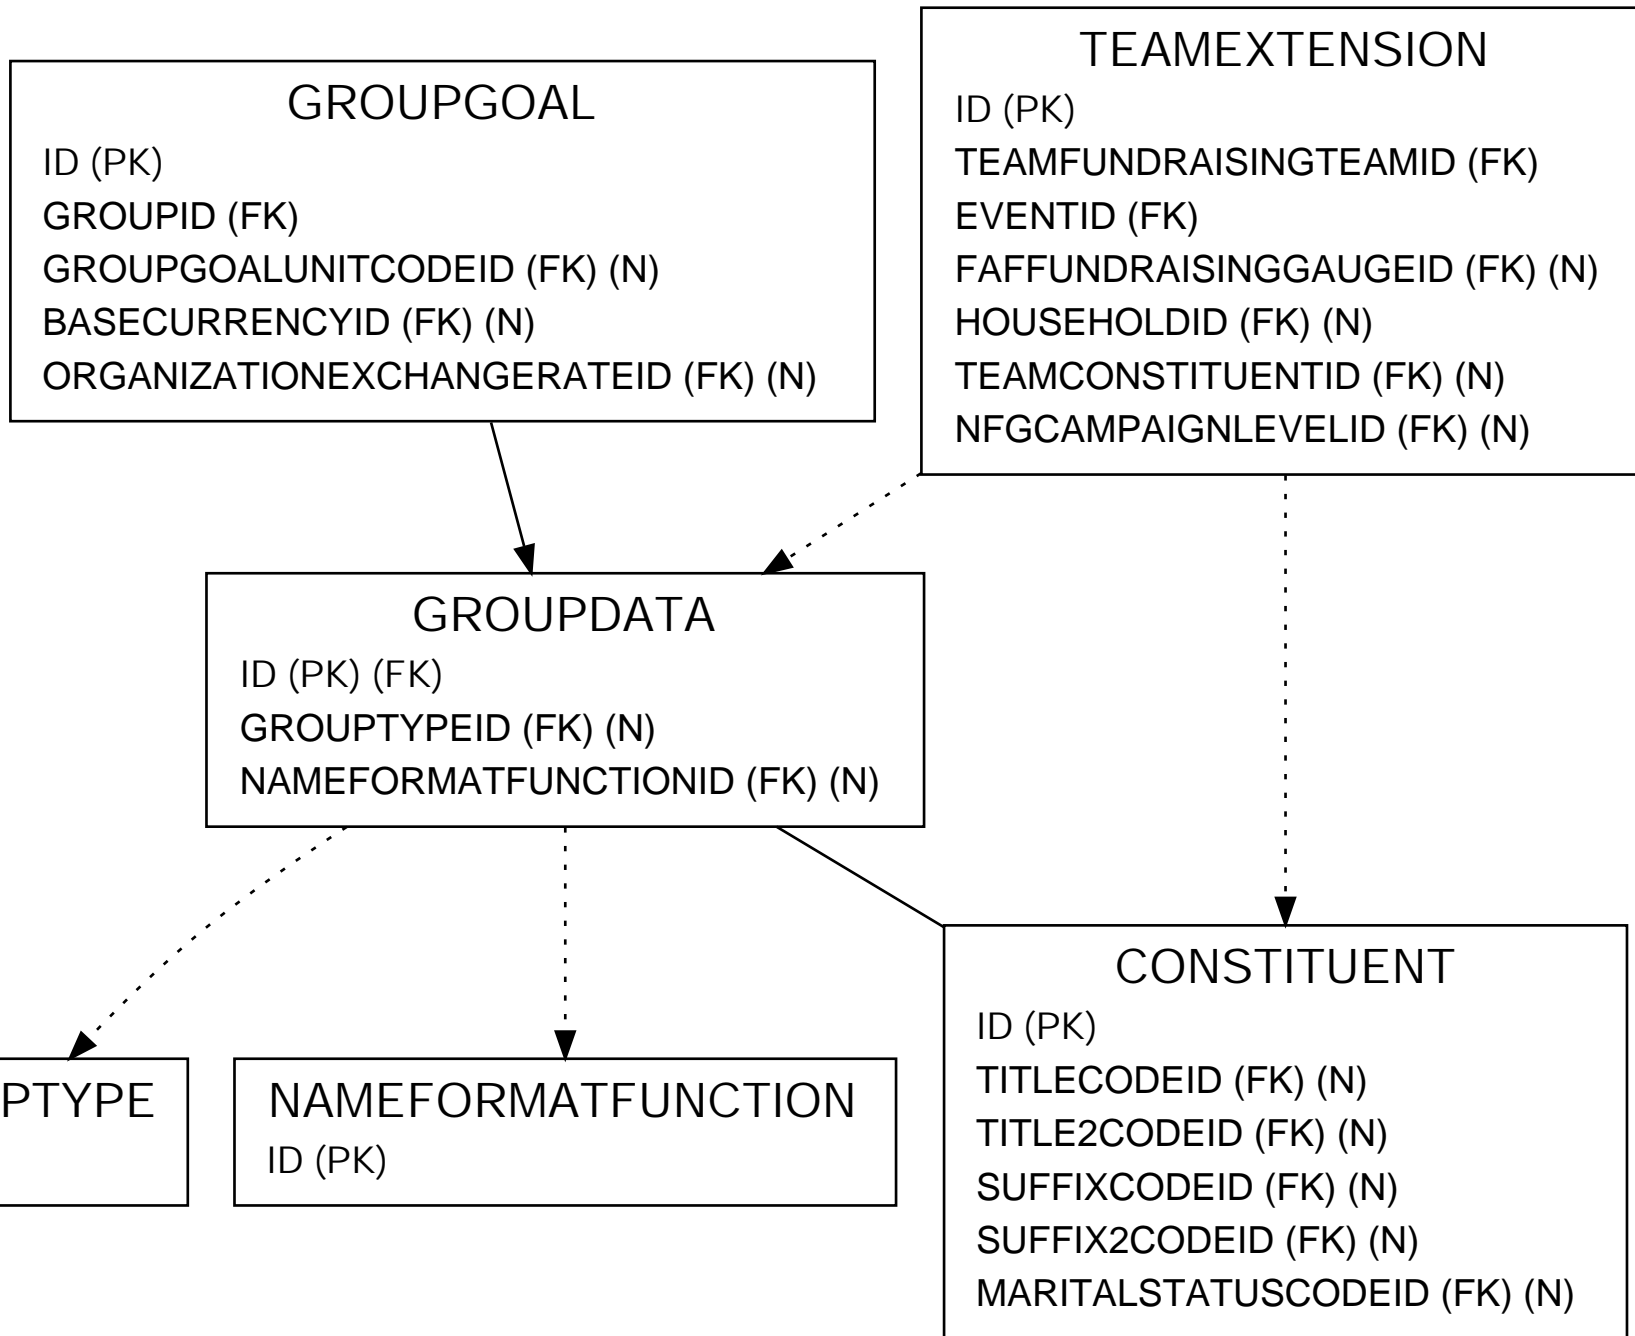 GROUPGOAL
ID (PK)
GROUPID (FK)
GROUPGOALUNITCODEID (FK) (N)
BASECURRENCYID (FK) (N)
ORGANIZATIONEXCHANGERATEID (FK) (N)
TEAMEXTENSION
ID (PK)
TEAMFUNDRAISINGTEAMID (FK)
EVENTID (FK)
FAFFUNDRAISINGGAUGEID (FK) (N)
HOUSEHOLDID (FK) (N)
TEAMCONSTITUENTID (FK) (N)
NFGCAMPAIGNLEVELID (FK) (N)
GROUPDATA
ID (PK) (FK)
GROUPTYPEID (FK) (N)
NAMEFORMATFUNCTIONID (FK) (N)
PTYPE
NAMEFORMATFUNCTION
ID (PK)
CONSTITUENT
ID (PK)
TITLECODEID (FK) (N)
TITLE2CODEID (FK) (N)
SUFFIXCODEID (FK) (N)
SUFFIX2CODEID (FK) (N)
MARITALSTATUSCODEID (FK) (N)